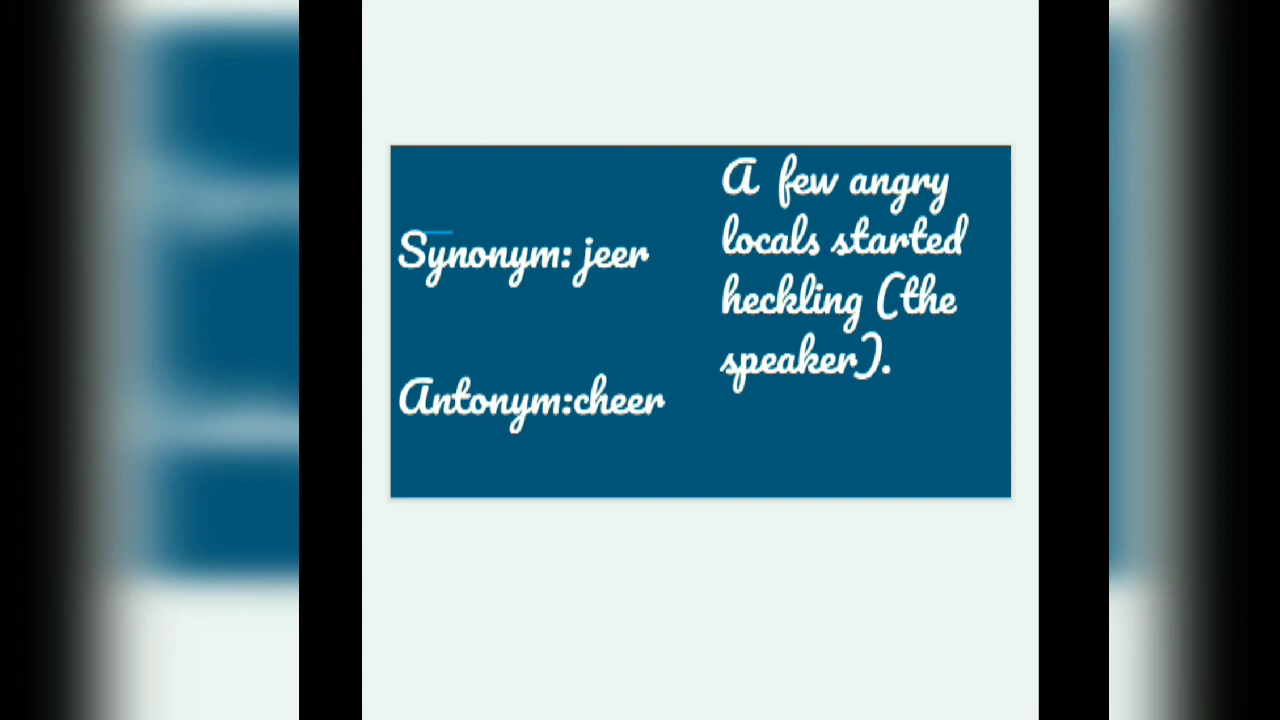 Synonym: jeer
Antonym:cheer
A few angry
locals started
heckling (the
speaker).